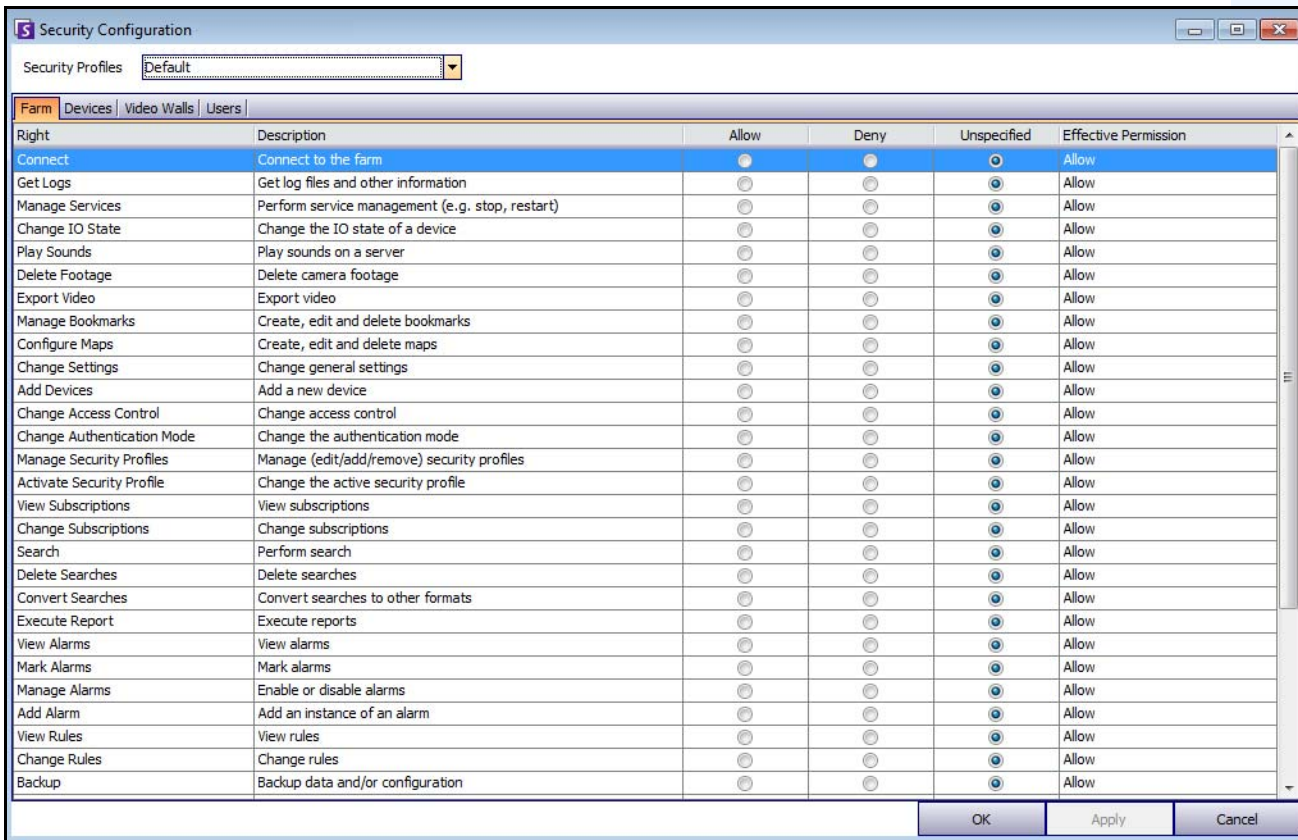 Security Configuration
Security Profiles Default
Farm Devices Video Walls Users
Right Description Allow Deny Unspecified Effective Permission
Connect Connect to the farm Allow
Get Logs Get log files and other information Allow
Manage Services Perform service management (e.g. stop, restart) Allow
Change IO State Change the IO state of a device Allow
Play Sounds Play sounds on a server Allow
Delete Footage Delete camera footage Allow
Export Video Export video Allow
Manage Bookmarks Create, edit and delete bookmarks Allow
Configure Maps Create, edit and delete maps Allow
Change Settings Change general settings Allow
Add Devices Add a new device Allow
Change Access Control Change access control Allow
Change Authentication Mode Change the authentication mode Allow
Manage Security Profiles Manage (edit/add/remove) security profiles Allow
Activate Security Profile Change the active security profile Allow
View Subscriptions View subscriptions Allow
Change Subscriptions Change subscriptions Allow
Search Perform search Allow
Delete Searches Delete searches Allow
Convert Searches Convert searches to other formats Allow
Execute Report Execute reports Allow
View Alarms View alarms Allow
Mark Alarms Mark alarms Allow
Manage Alarms Enable or disable alarms Allow
Add Alarm Add an instance of an alarm Allow
View Rules View rules Allow
Change Rules Change rules Allow
Backup Backup data and/or configuration Allow
OK Apply Cancel